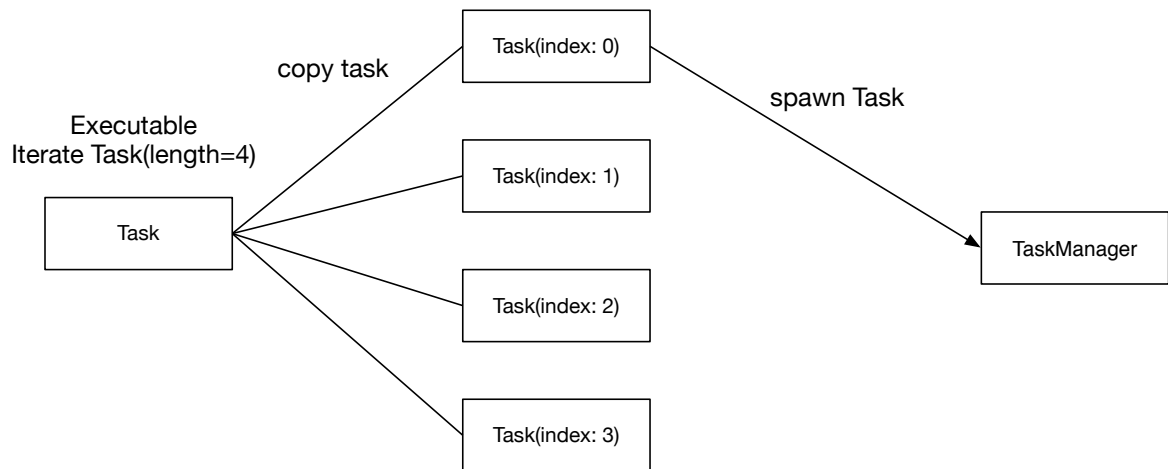 Task(index: 0)
copy task
spawn Task
Executable
Iterate Task(length=4)
Task(index: 1)
Task
TaskManager
Task(index: 2)
Task(index: 3)